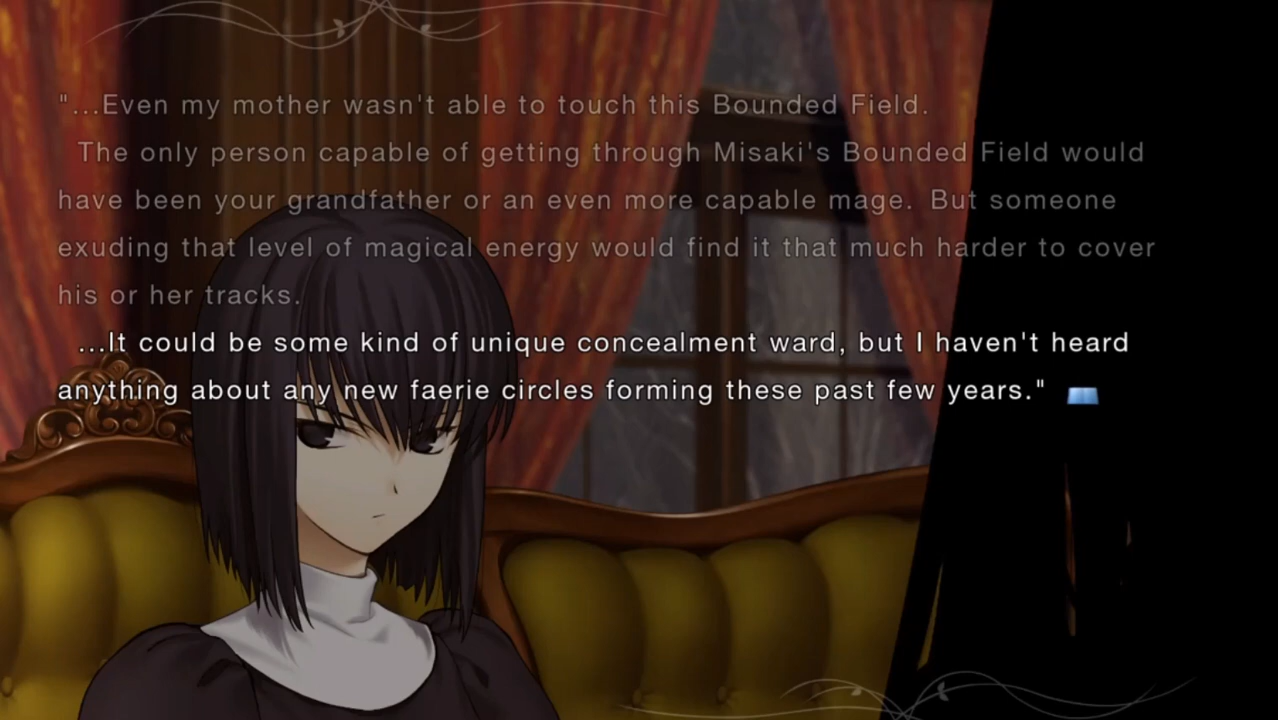 "...Even my mother wasn't able to touch this Bounded Field.
The only person capable of getting through Misaki's Bounded Field would
have been your grandfather or an even more capable mage. But someone
exuding that level of magical energy would find it that much harder to cover
his or her tracks.
...It could be some kind of unique concealment ward, but I haven't heard
anything about any new faerie circles forming these past few years."